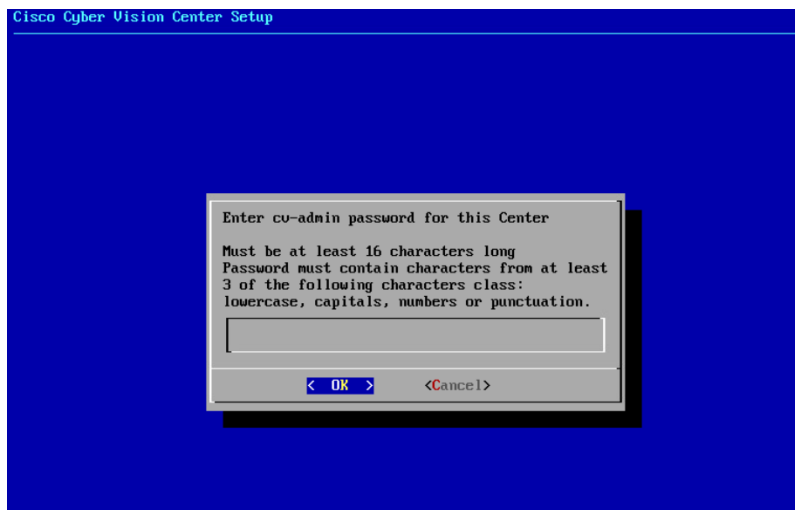 Cisco Cyber Vision Center Setup
Enter cv-admin password for this Center
Must be at least 16 characters long
Password must contain characters from at least
3 of the following characters class:
lowercase, capitals, numbers or punctuation.
< OK > <Cancel>